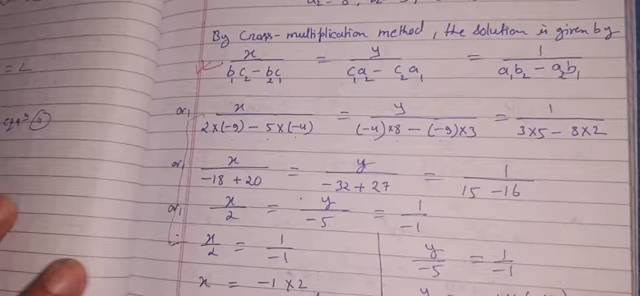 By Cross-multiplication method, the solution is given by
x/(b₁c₂ - b₂c₁) = y/(c₁a₂ - c₂a₁) = 1/(a₁b₂ - a₂b₁)
or, x/(2×(-9) - 5×(-4)) = y/((-4)×8 - (-9)×3) = 1/(3×5 - 8×2)
or, x/(-18 + 20) = y/(-32 + 27) = 1/(15 - 16)
or, x/2 = y/-5 = 1/-1
∴ x/2 = 1/-1
y/-5 = 1/-1
x = -1 × 2